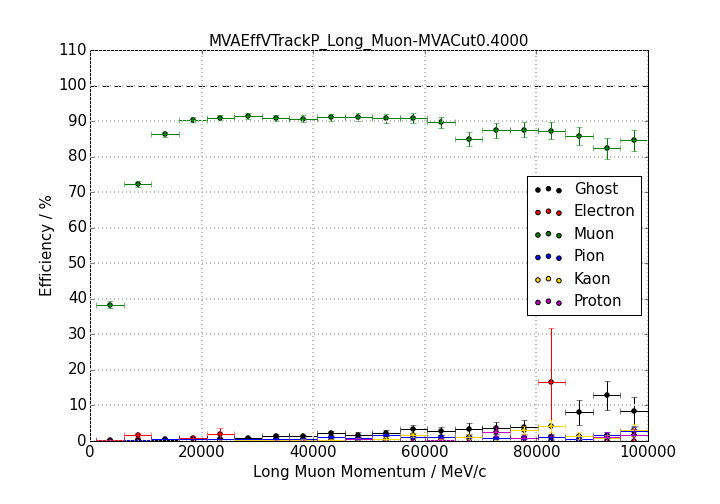 MVAEffVTrackP_Long_Muon-MVACut0.4000
110
100
90
80
70
60
50
40
30
20
10
0
Efficiency / %
Ghost
Electron
Muon
Pion
Kaon
Proton
0 20000 40000 60000 80000 100000
Long Muon Momentum / MeV/c